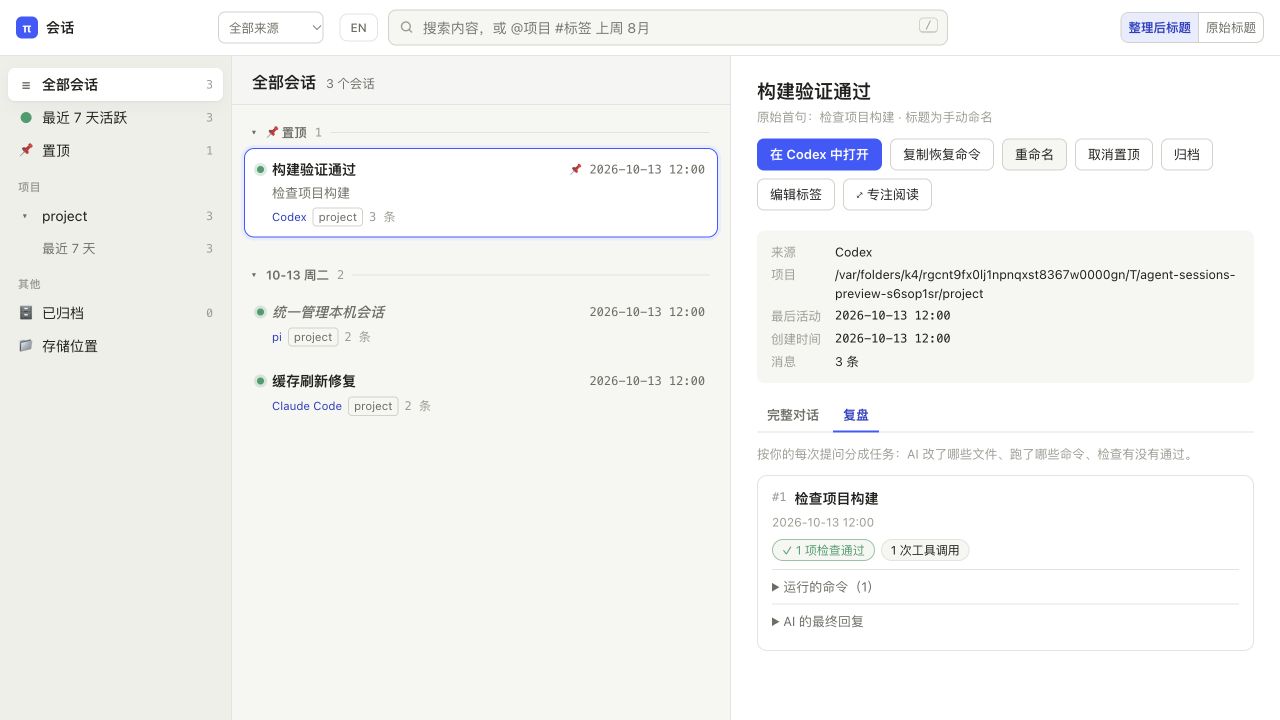 π 会话
全部来源
EN
搜索内容，或 @项目 #标签 上周 8月
/
整理后标题
原始标题
全部会话 3
最近 7 天活跃 3
置顶 1
项目
project 3
最近 7 天 3
其他
已归档 0
存储位置
全部会话 3 个会话
置顶 1
构建验证通过 2026-10-13 12:00
检查项目构建
Codex project 3 条
10-13 周二 2
统一管理本机会话 2026-10-13 12:00
pi project 2 条
缓存刷新修复 2026-10-13 12:00
Claude Code project 2 条
构建验证通过
原始首句：检查项目构建 · 标题为手动命名
在 Codex 中打开 复制恢复命令 重命名 取消置顶 归档
编辑标签 ⤢ 专注阅读
来源 Codex
项目 /var/folders/k4/rgcnt9fx0lj1npnqxst8367w0000gn/T/agent-sessions-
preview-s6sop1sr/project
最后活动 2026-10-13 12:00
创建时间 2026-10-13 12:00
消息 3 条
完整对话 复盘
按你的每次提问分成任务：AI 改了哪些文件、跑了哪些命令、检查有没有通过。
#1 检查项目构建
2026-10-13 12:00
✓ 1 项检查通过 1 次工具调用
▶ 运行的命令（1）
▶ AI 的最终回复